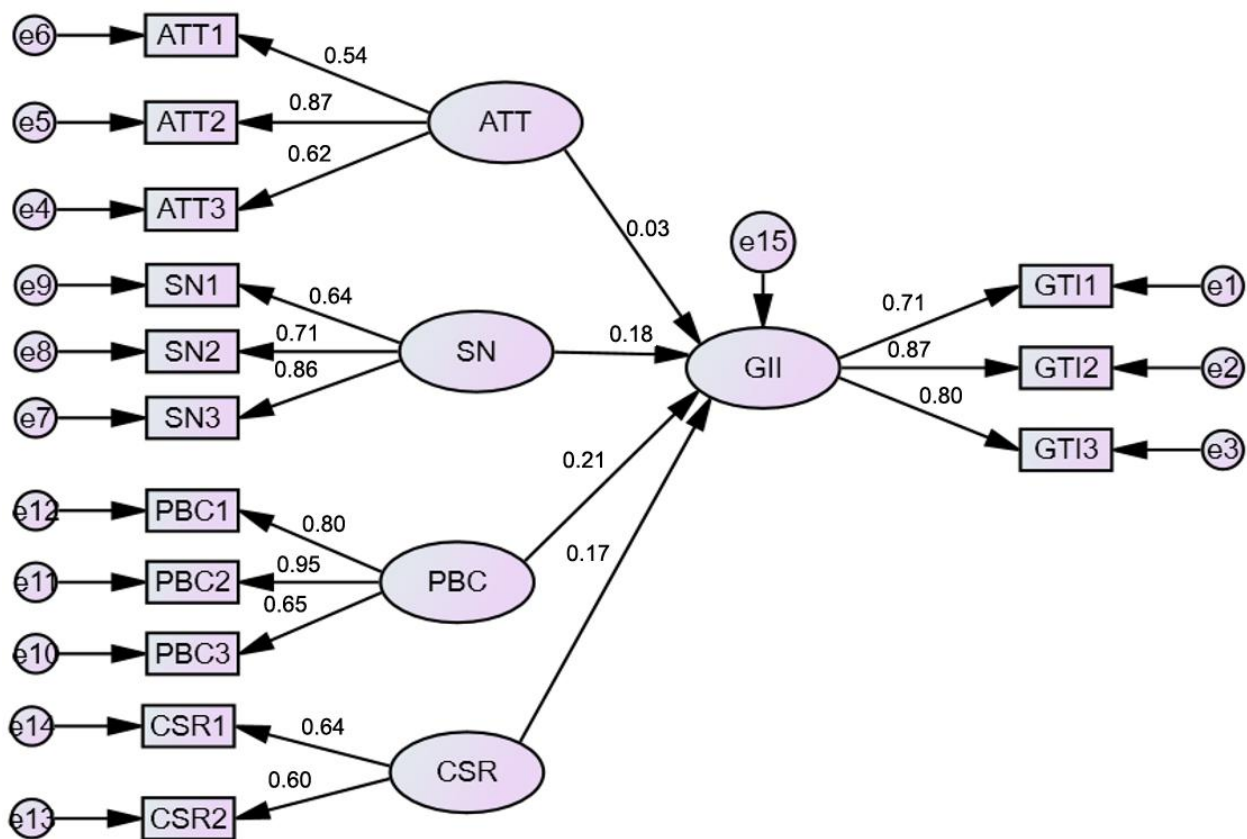 e6 ATT1
0.54
e5 ATT2 0.87 ATT
0.62
e4 ATT3
0.03
e15
e9 SN1 0.64
e8 SN2 0.71 SN 0.18
0.86
e7 SN3
GII
0.71 GTI1 e1
0.87 GTI2 e2
0.80 GTI3 e3
0.21
e12 PBC1 0.80
e11 PBC2 0.95 PBC
0.65
e10 PBC3
0.17
e14 CSR1 0.64
CSR
0.60
e13 CSR2